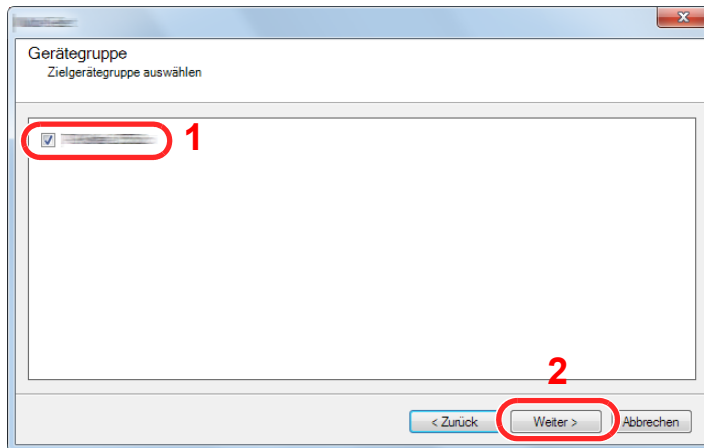 Gerätegruppe
Zielgerätegruppe auswählen
1
2
< Zurück
Weiter >
Abbrechen